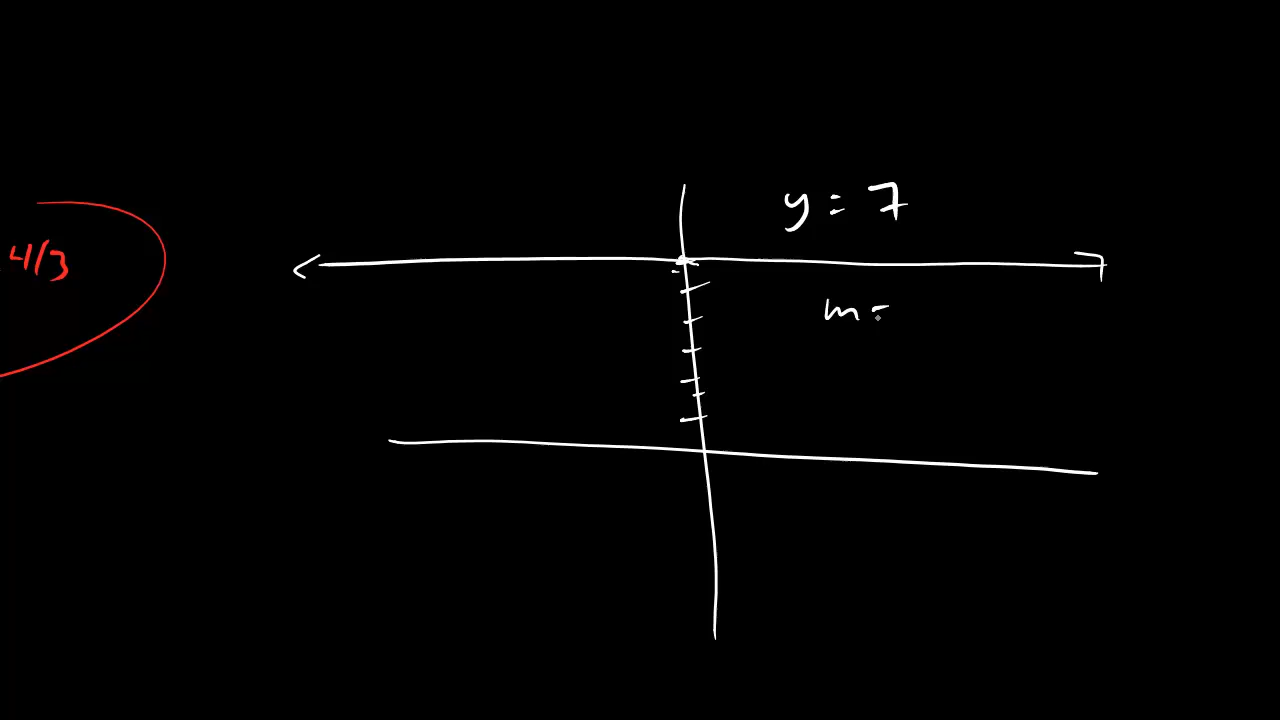 y = 7
4/3
m =